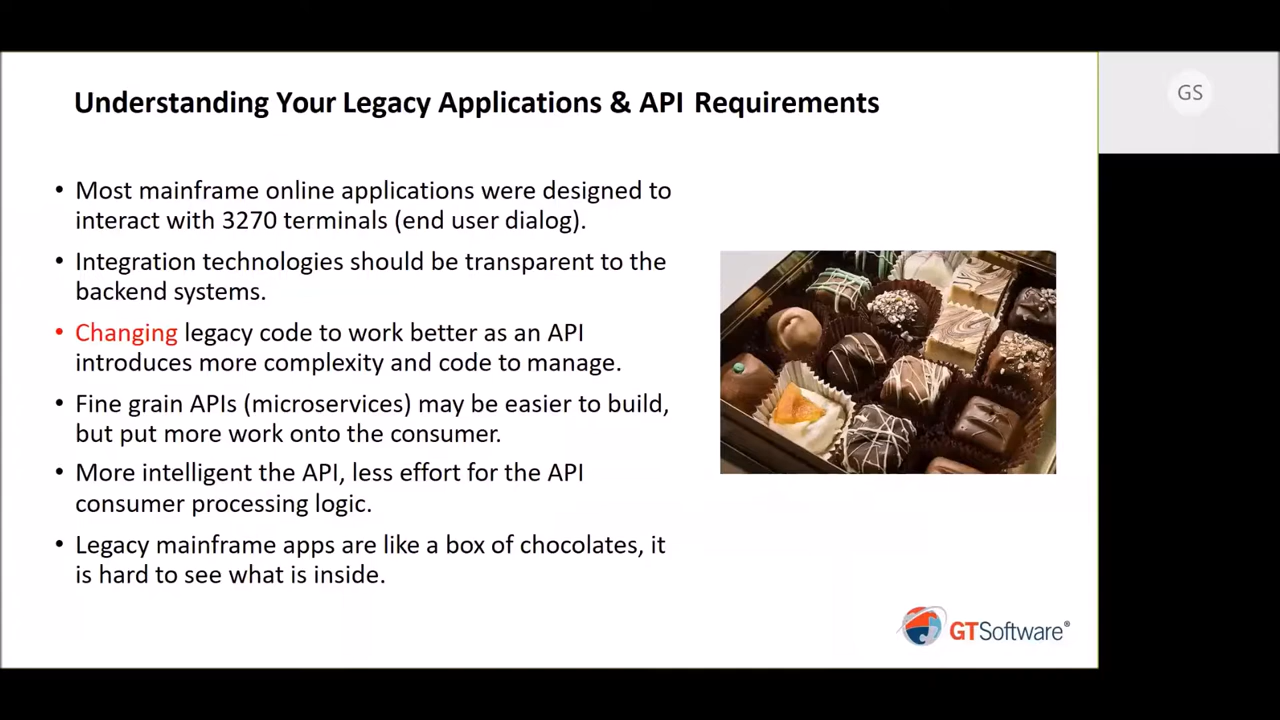 Understanding Your Legacy Applications & API Requirements
GS
• Most mainframe online applications were designed to
interact with 3270 terminals (end user dialog).
• Integration technologies should be transparent to the
backend systems.
• Changing legacy code to work better as an API
introduces more complexity and code to manage.
• Fine grain APIs (microservices) may be easier to build,
but put more work onto the consumer.
• More intelligent the API, less effort for the API
consumer processing logic.
• Legacy mainframe apps are like a box of chocolates, it
is hard to see what is inside.
GTSoftware®